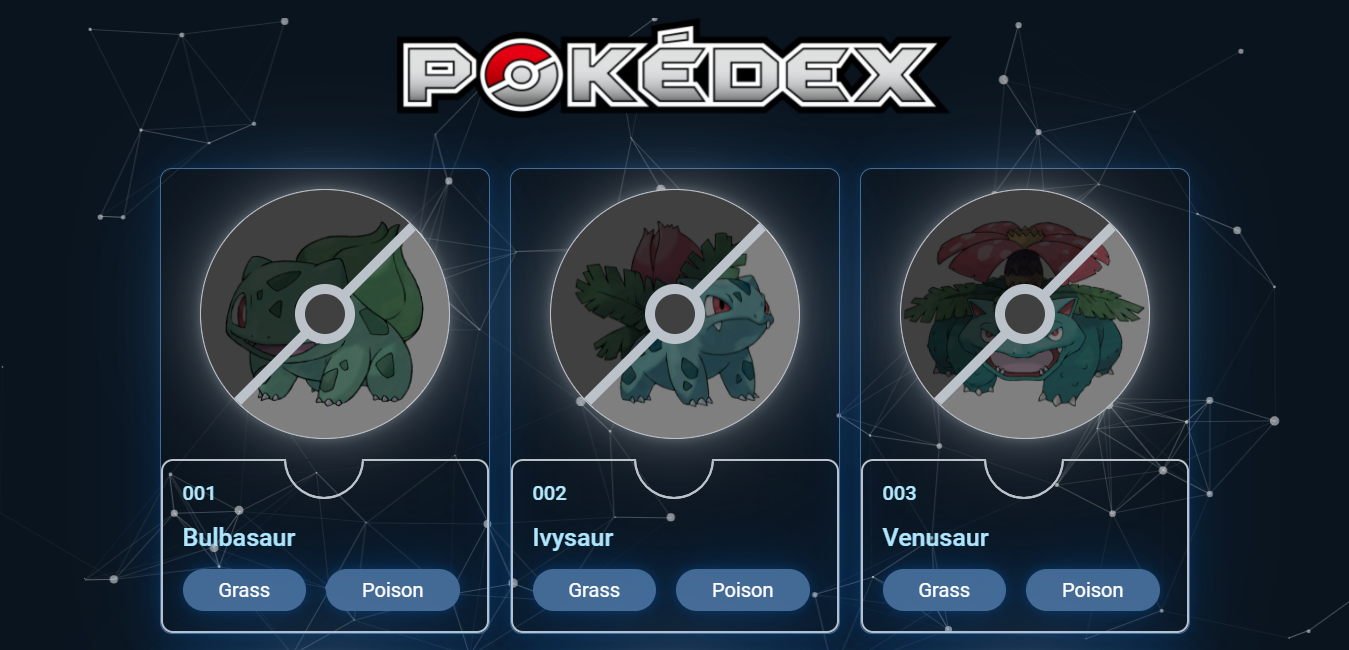 POKÉDEX
001
Bulbasaur
Grass Poison
002
Ivysaur
Grass Poison
003
Venusaur
Grass Poison